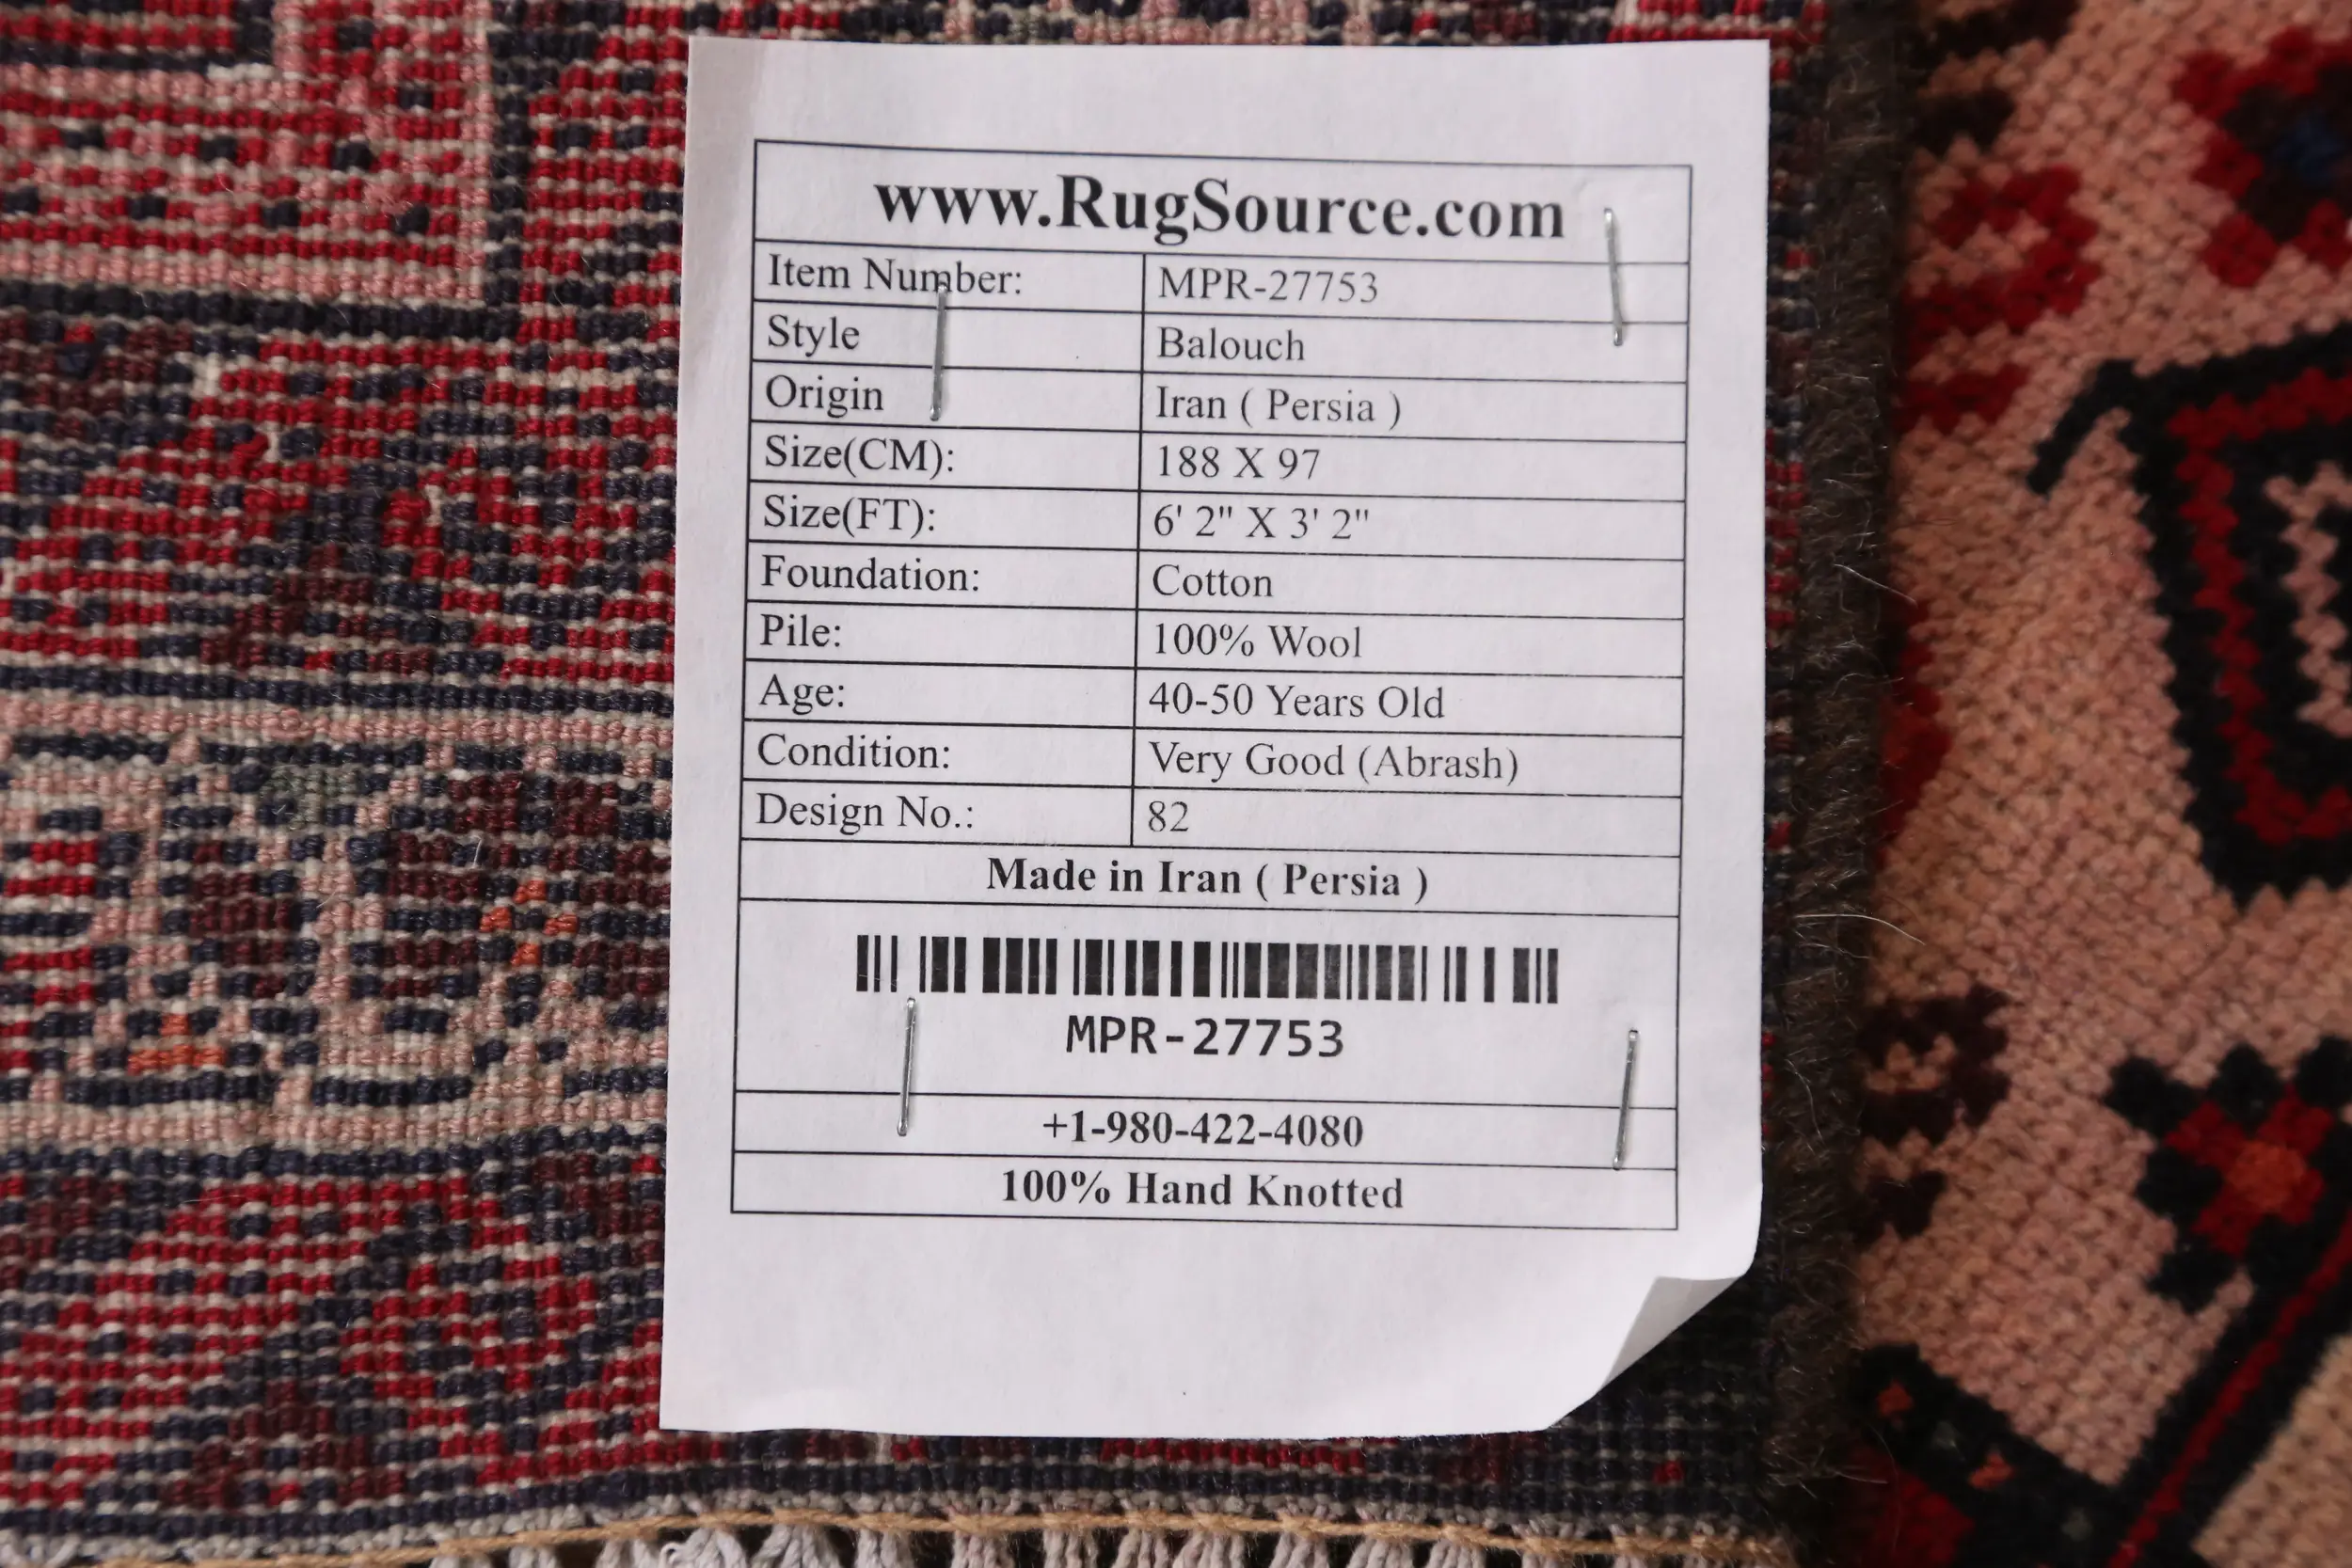 www.RugSource.com
Item Number: MPR-27753
Style Balouch
Origin Iran ( Persia )
Size(CM): 188 X 97
Size(FT): 6' 2" X 3' 2"
Foundation: Cotton
Pile: 100% Wool
Age: 40-50 Years Old
Condition: Very Good (Abrash)
Design No.: 82
Made in Iran ( Persia )
MPR-27753
+1-980-422-4080
100% Hand Knotted